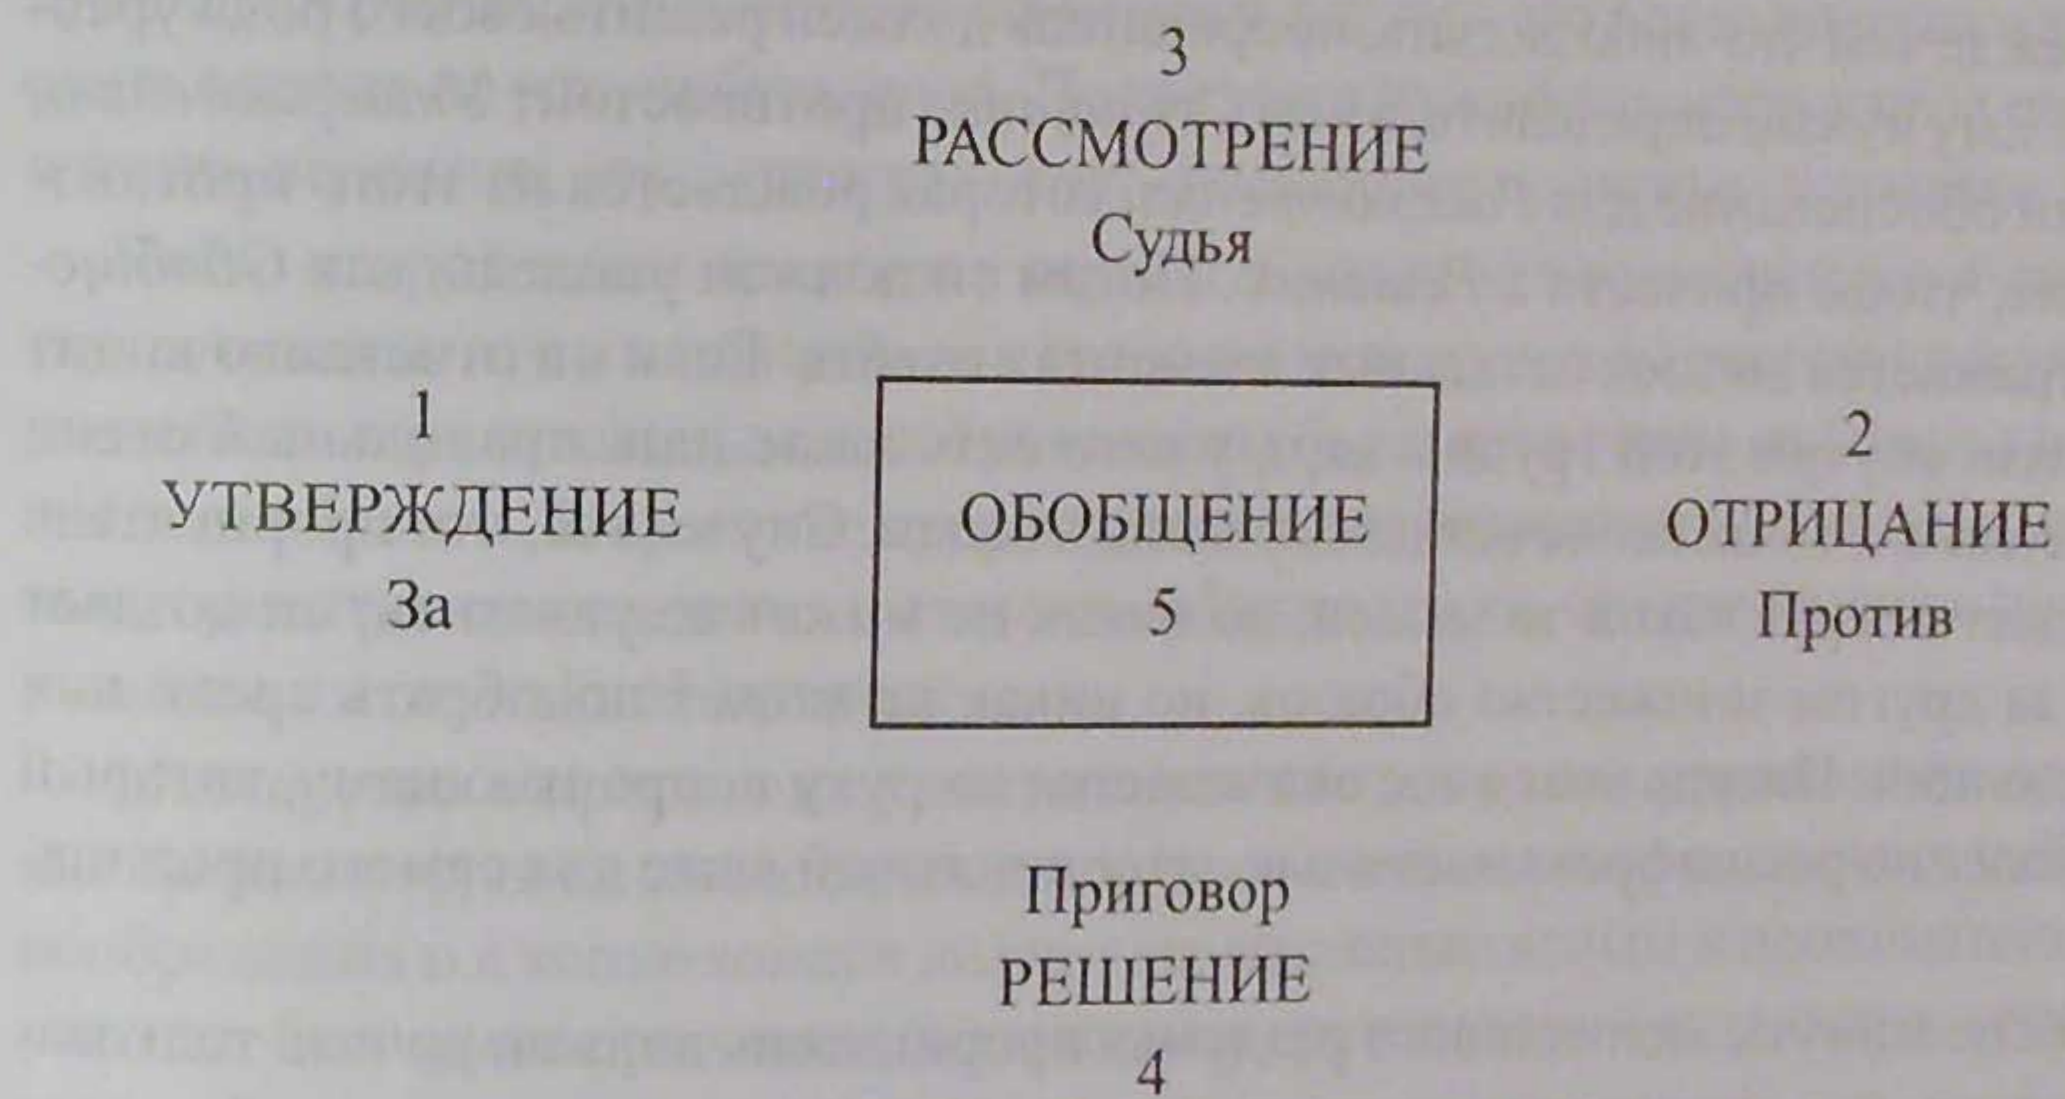 3
РАССМОТРЕНИЕ
Судья
1
УТВЕРЖДЕНИЕ
За
ОБОБЩЕНИЕ
5
2
ОТРИЦАНИЕ
Против
Приговор
РЕШЕНИЕ
4